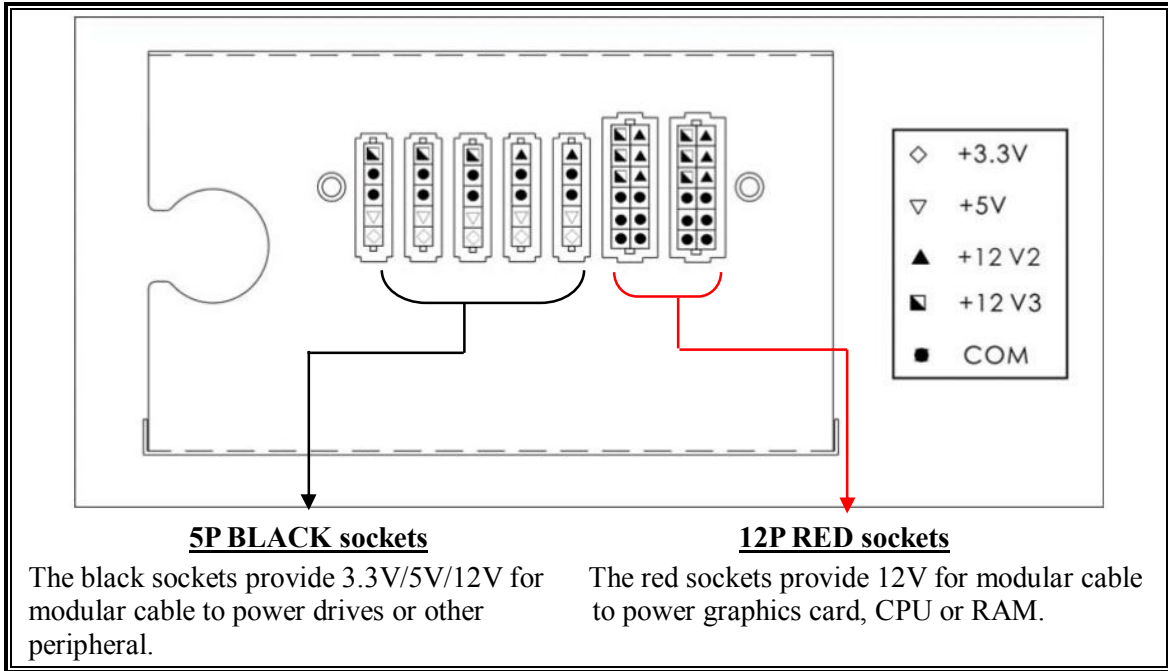 +3.3V
+5V
+12 V2
+12 V3
COM
5P BLACK sockets
The black sockets provide 3.3V/5V/12V for
modular cable to power drives or other
peripheral.
12P RED sockets
The red sockets provide 12V for modular cable
to power graphics card, CPU or RAM.